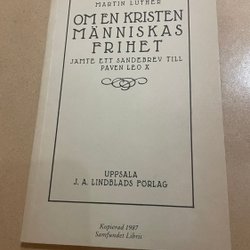 MARTIN LUTHER
OM EN KRISTEN
MÄNNISKAS
FRIHET
JÄMTE ETT SÄNDEBREV TILL
PÅVEN LEO X
UPPSALA
J. A. LINDBLADS FÖRLAG
Kopierad 1987
Samfundet Libris